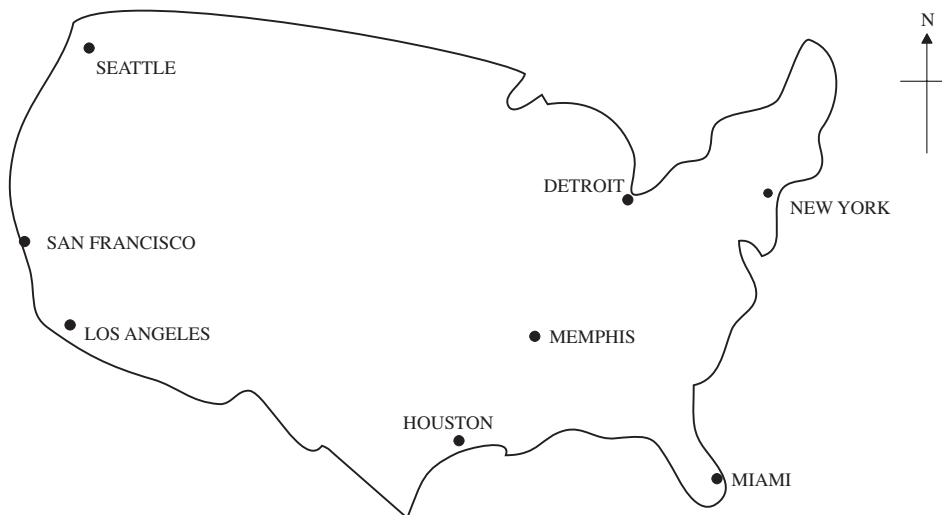 N
SEATTLE
DETROIT
NEW YORK
SAN FRANCISCO
LOS ANGELES
MEMPHIS
HOUSTON
MIAMI